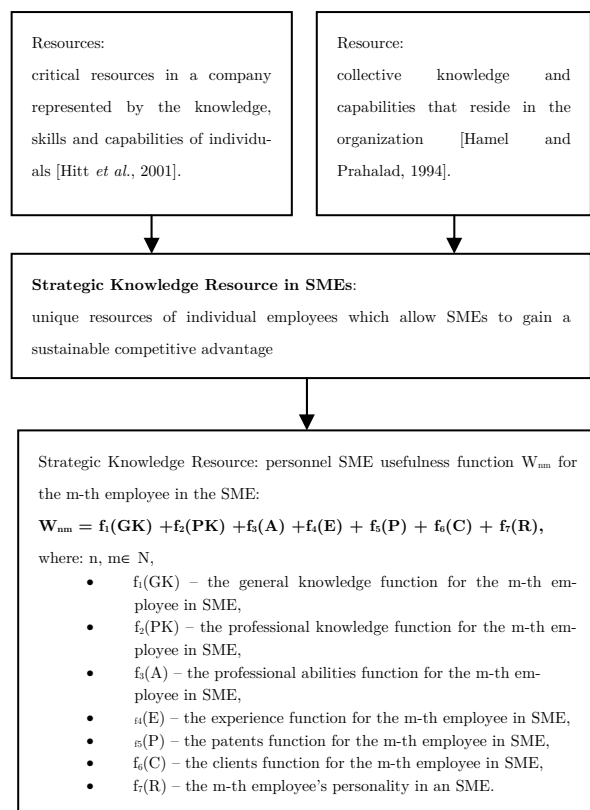 Resources:
critical resources in a company
represented by the knowledge,
skills and capabilities of individu-
als [Hitt et al., 2001].
Resource:
collective knowledge and
capabilities that reside in the
organization [Hamel and
Prahalad, 1994].
Strategic Knowledge Resource in SMEs:
unique resources of individual employees which allow SMEs to gain a
sustainable competitive advantage
Strategic Knowledge Resource: personnel SME usefulness function Wnm for
the m-th employee in the SME:
Wnm = f₁(GK) +f₂(PK) +f₃(A) +f₄(E) + f₅(P) + f₆(C) + f₇(R),
where: n, m∈ N,
• f₁(GK) – the general knowledge function for the m-th em-
ployee in SME,
• f₂(PK) – the professional knowledge function for the m-th em-
ployee in SME,
• f₃(A) – the professional abilities function for the m-th em-
ployee in SME,
• f4(E) – the experience function for the m-th employee in SME,
• f5(P) – the patents function for the m-th employee in SME,
• f₆(C) – the clients function for the m-th employee in SME,
• f₇(R) – the m-th employee's personality in an SME.